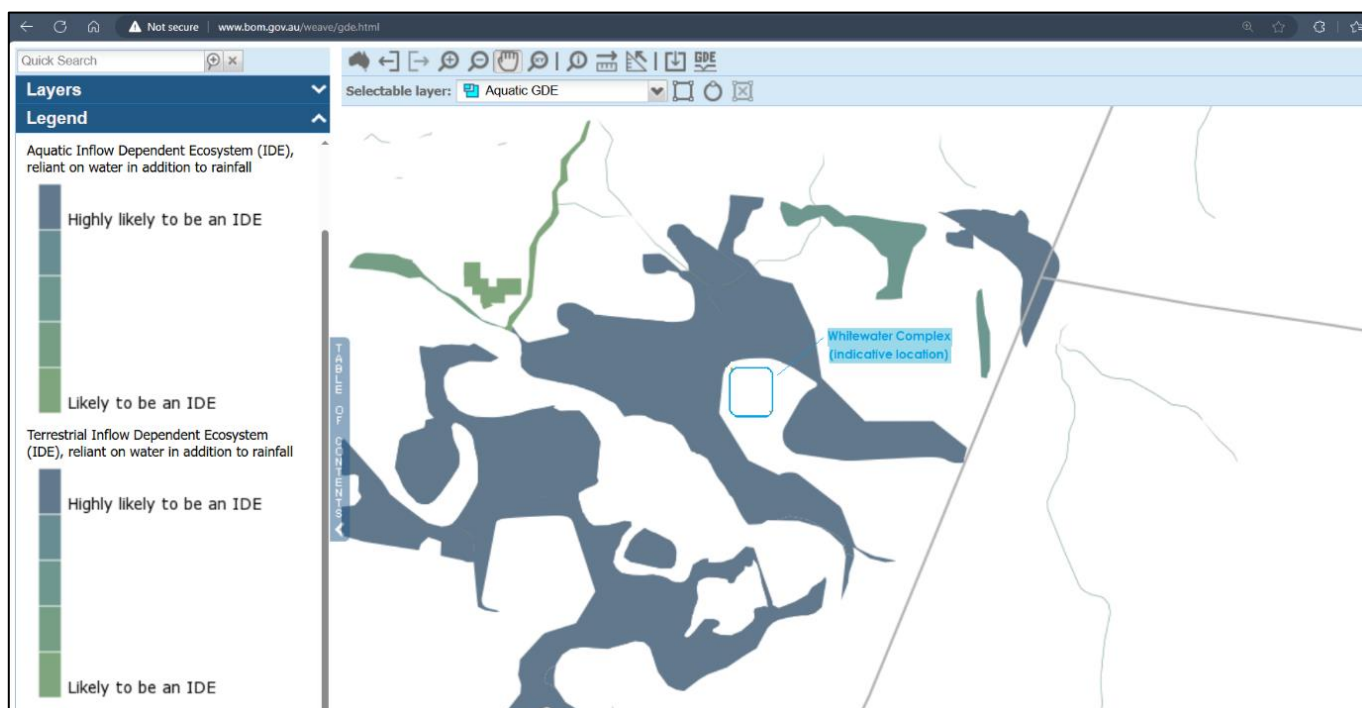 Not secure www.bom.gov.au/weave/gde.html
Quick Search
Layers
Legend
Aquatic Inflow Dependent Ecosystem (IDE),
reliant on water in addition to rainfall
Highly likely to be an IDE
Likely to be an IDE
Terrestrial Inflow Dependent Ecosystem
(IDE), reliant on water in addition to rainfall
Highly likely to be an IDE
Likely to be an IDE
TABLE OF CONTENTS
GDE
Selectable layer: Aquatic GDE
Whitewater Complex
(indicative location)